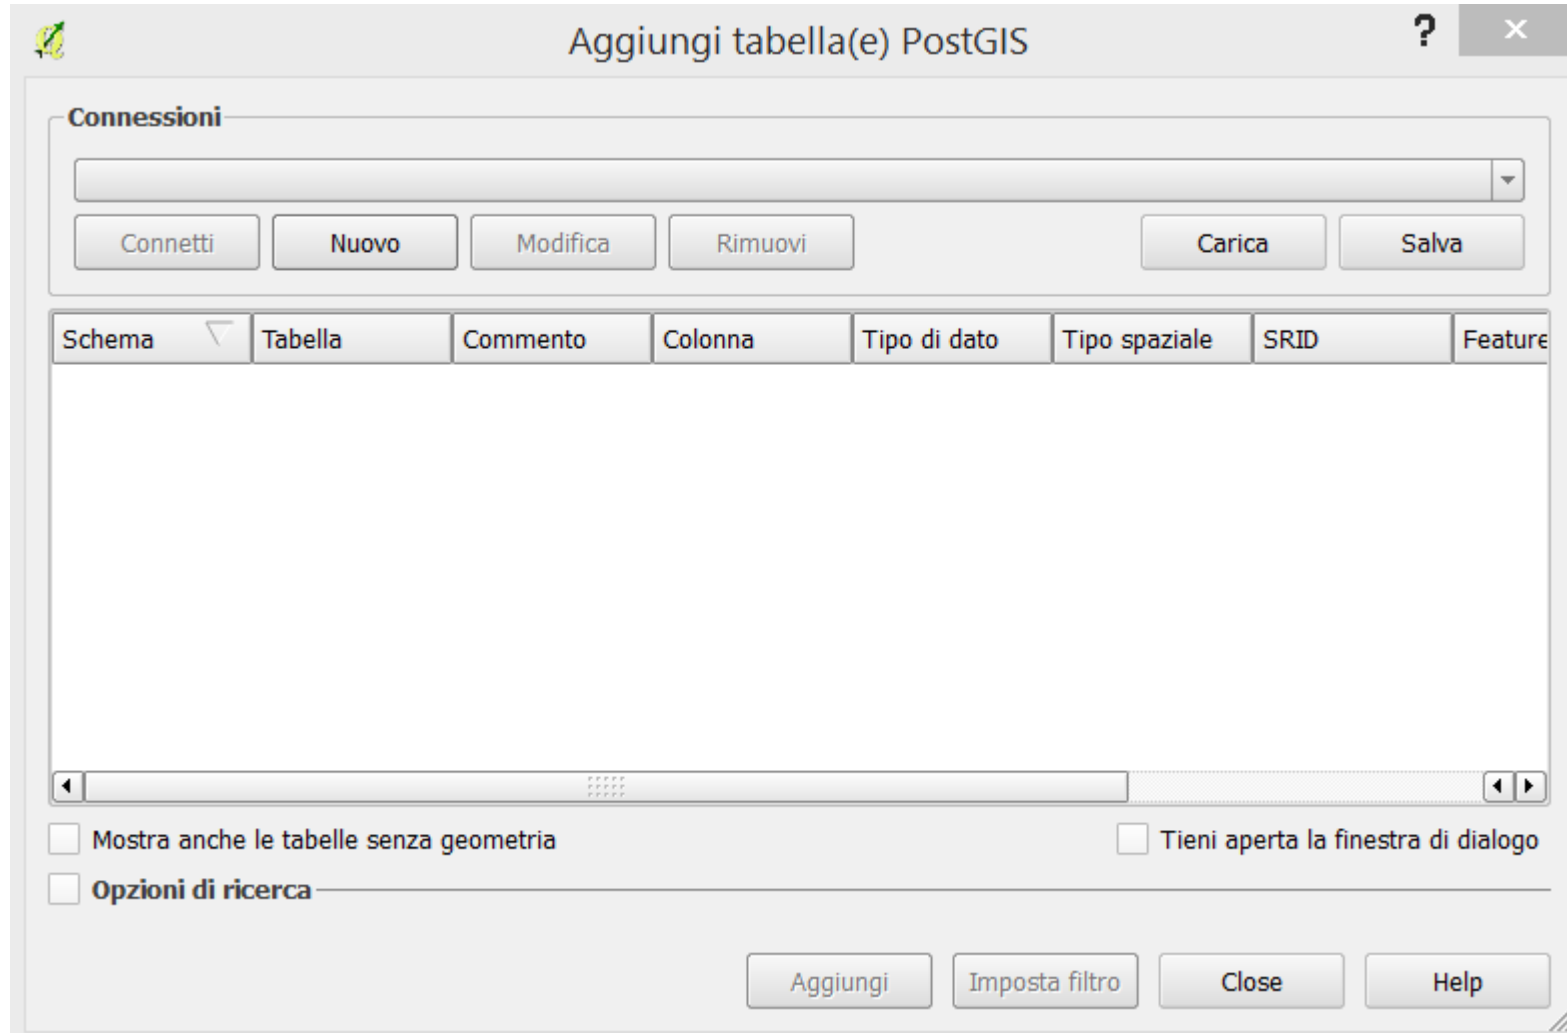 Aggiungi tabella(e) PostGIS ? ×
Connessioni
Connetti Nuovo Modifica Rimuovi Carica Salva
Schema Tabella Commento Colonna Tipo di dato Tipo spaziale SRID Feature
Mostra anche le tabelle senza geometria Tieni aperta la finestra di dialogo
Opzioni di ricerca
Aggiungi Imposta filtro Close Help